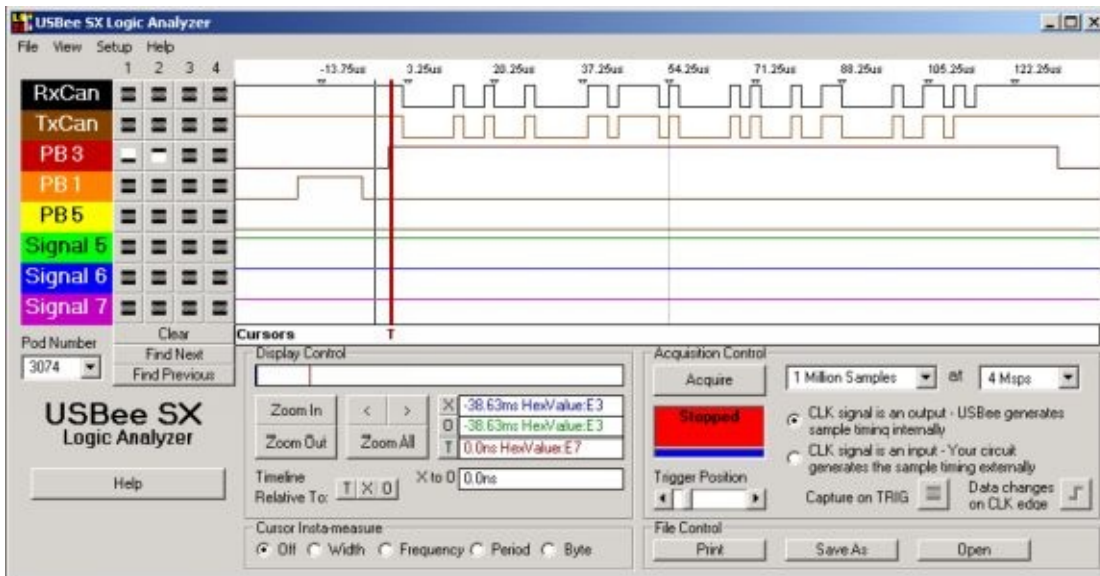 USBee SX Logic Analyzer
File View Setup Help
1 2 3 4
-13.75us 3.25us 20.25us 37.25us 54.25us 71.25us 88.25us 105.25us 122.25us
RxCan
TxCan
PB 3
PB 1
PB 5
Signal 5
Signal 6
Signal 7
Pod Number
3074
Clear
Find Next
Find Previous
Cursors T
USBee SX
Logic Analyzer
Help
Display Control
Zoom In < > X -38.63ms HexValue:E3
O -38.63ms HexValue:E3
Zoom Out Zoom All T 0.0ns HexValue:E7
Timeline
Relative To: T X O X to O 0.0ns
Cursor Insta-measure
Off Width Frequency Period Byte
Acquisition Control
Acquire 1 Million Samples at 4 Msps
Stopped
CLK signal is an output - USBee generates
sample timing internally
CLK signal is an input - Your circuit
generates the sample timing externally
Trigger Position
Capture on TRIG
Data changes
on CLK edge
File Control
Print Save As Open